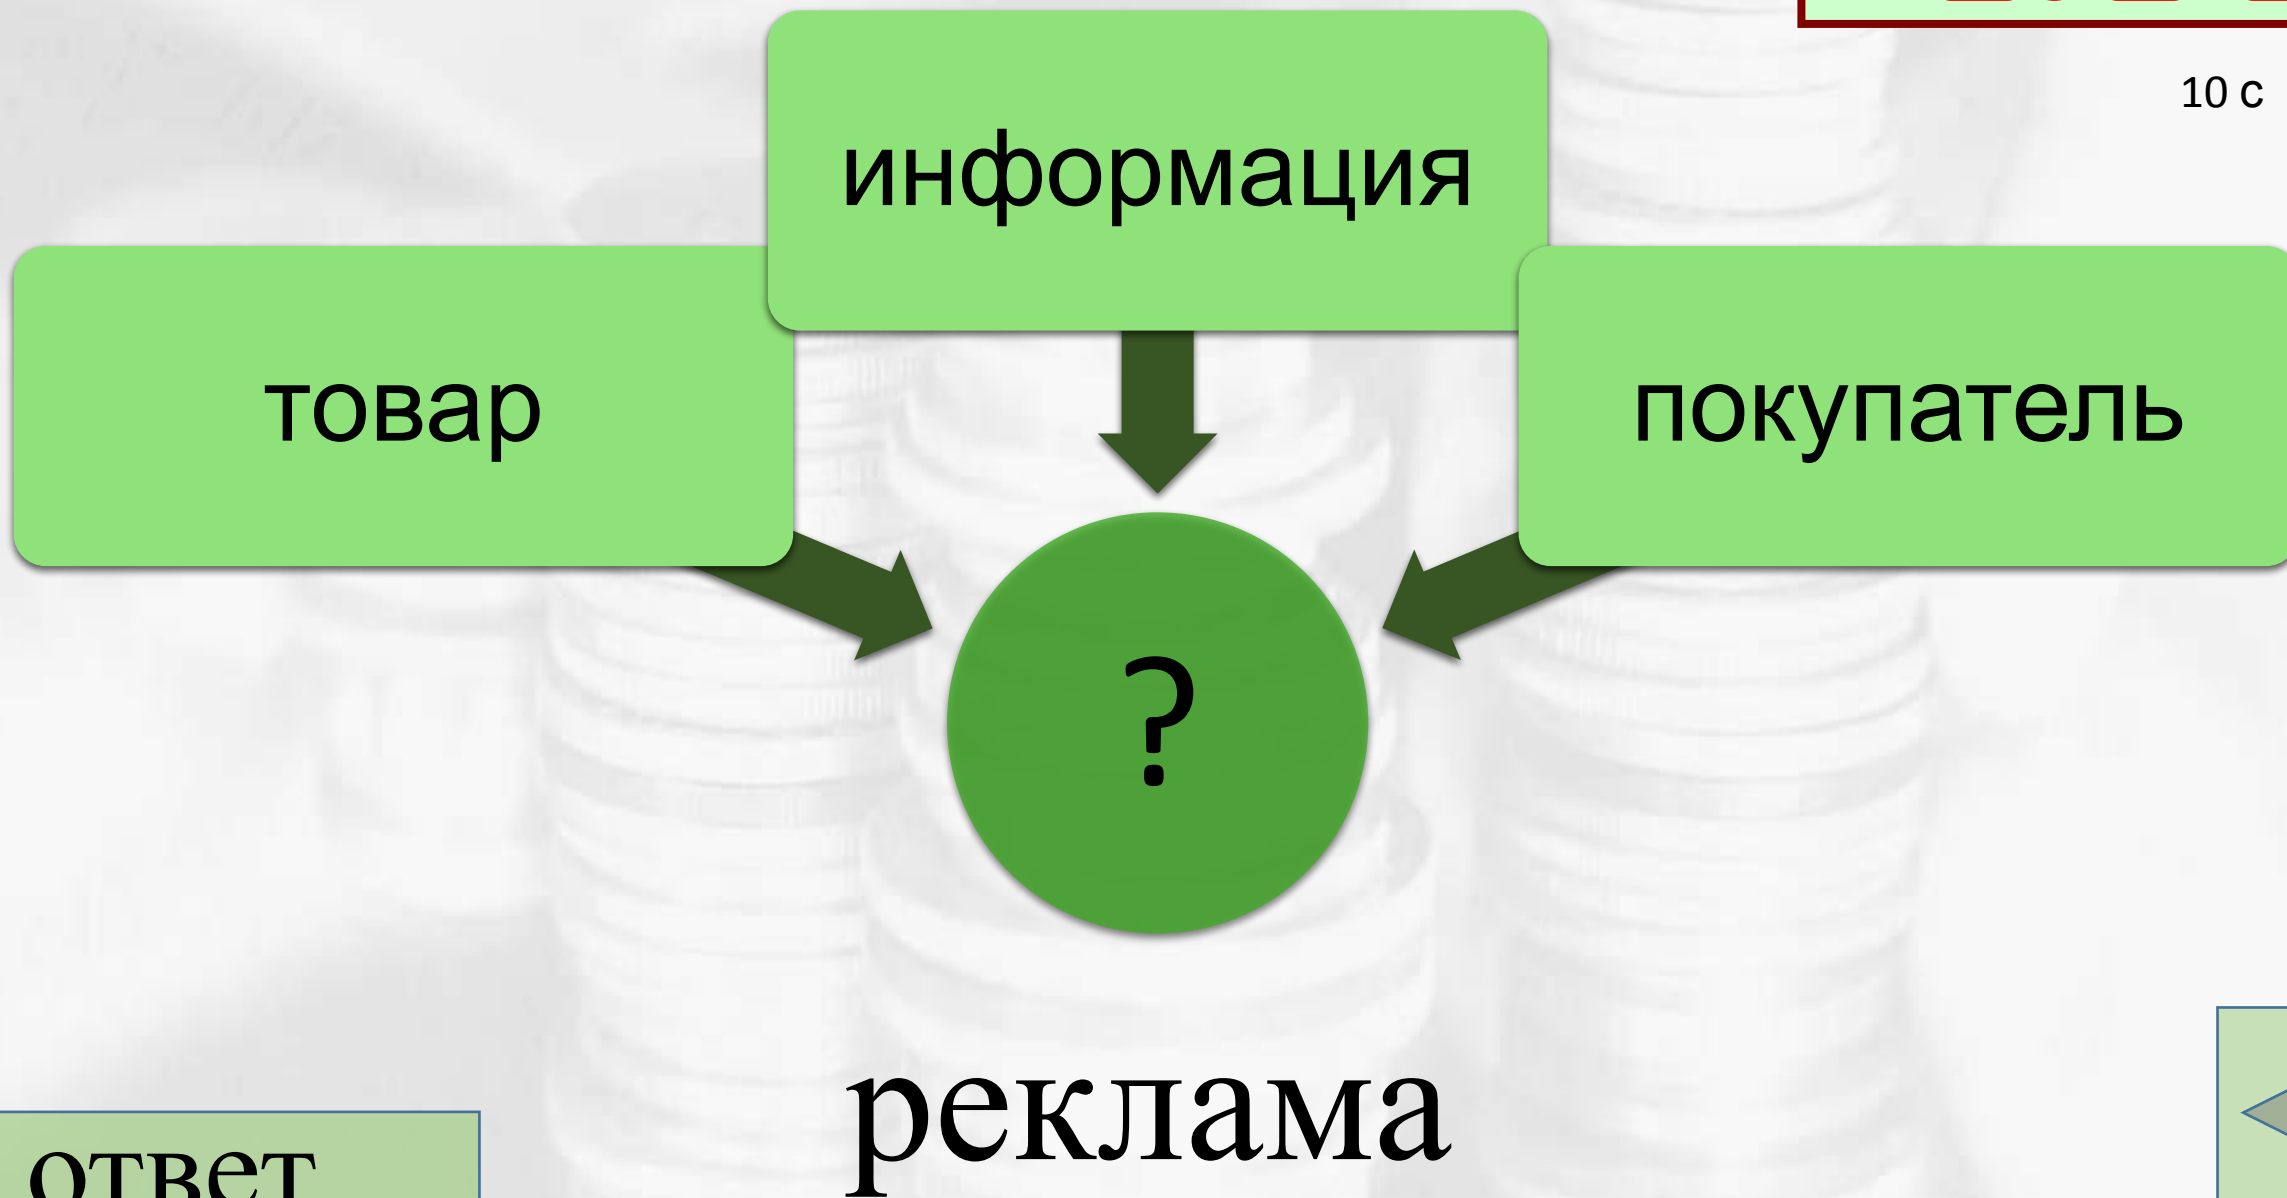 10 с
информация
товар
покупатель
?
реклама
ответ